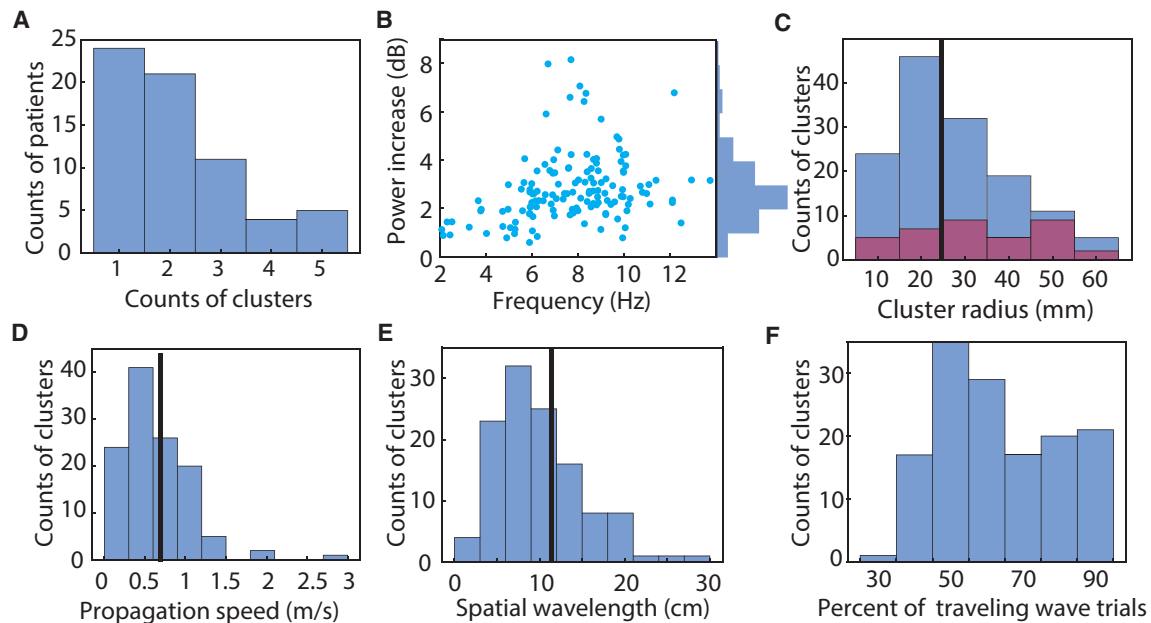 A
25
20
15
10
5
0
Counts of patients
1 2 3 4 5
Counts of clusters
B
8
6
4
2
0
Power increase (dB)
2 4 6 8 10 12
Frequency (Hz)
C
40
30
20
10
0
Counts of clusters
10 20 30 40 50 60
Cluster radius (mm)
D
40
30
20
10
0
Counts of clusters
0 0.5 1 1.5 2 2.5 3
Propagation speed (m/s)
E
30
20
10
0
Counts of clusters
0 10 20 30
Spatial wavelength (cm)
F
30
20
10
0
Counts of clusters
30 50 70 90
Percent of traveling wave trials